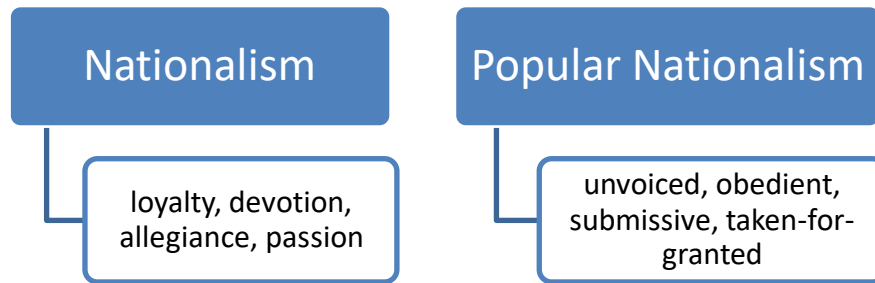 Nationalism
loyalty, devotion,
allegiance, passion
Popular Nationalism
unvoiced, obedient,
submissive, taken-for-
granted